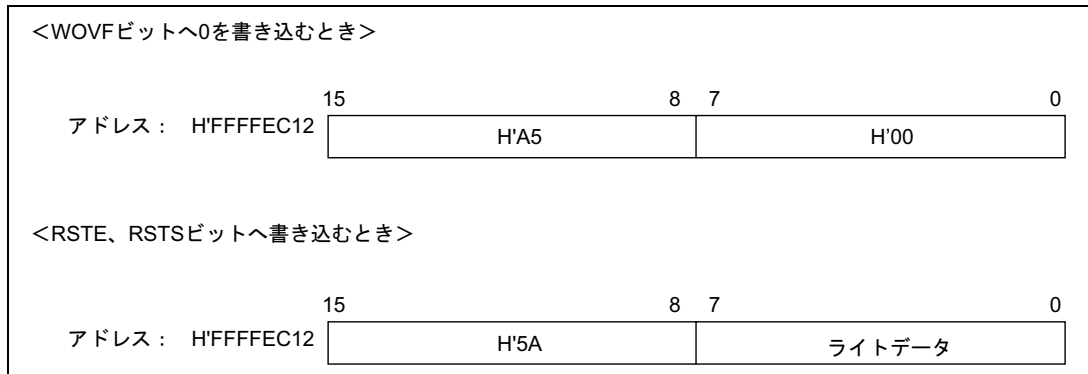 <WOVFビットへ0を書き込むとき>
15 8 7 0
アドレス： H'FFFFEC12 H'A5 H’00
<RSTE、RSTSビットへ書き込むとき>
15 8 7 0
アドレス： H'FFFFEC12 H'5A ライトデータ